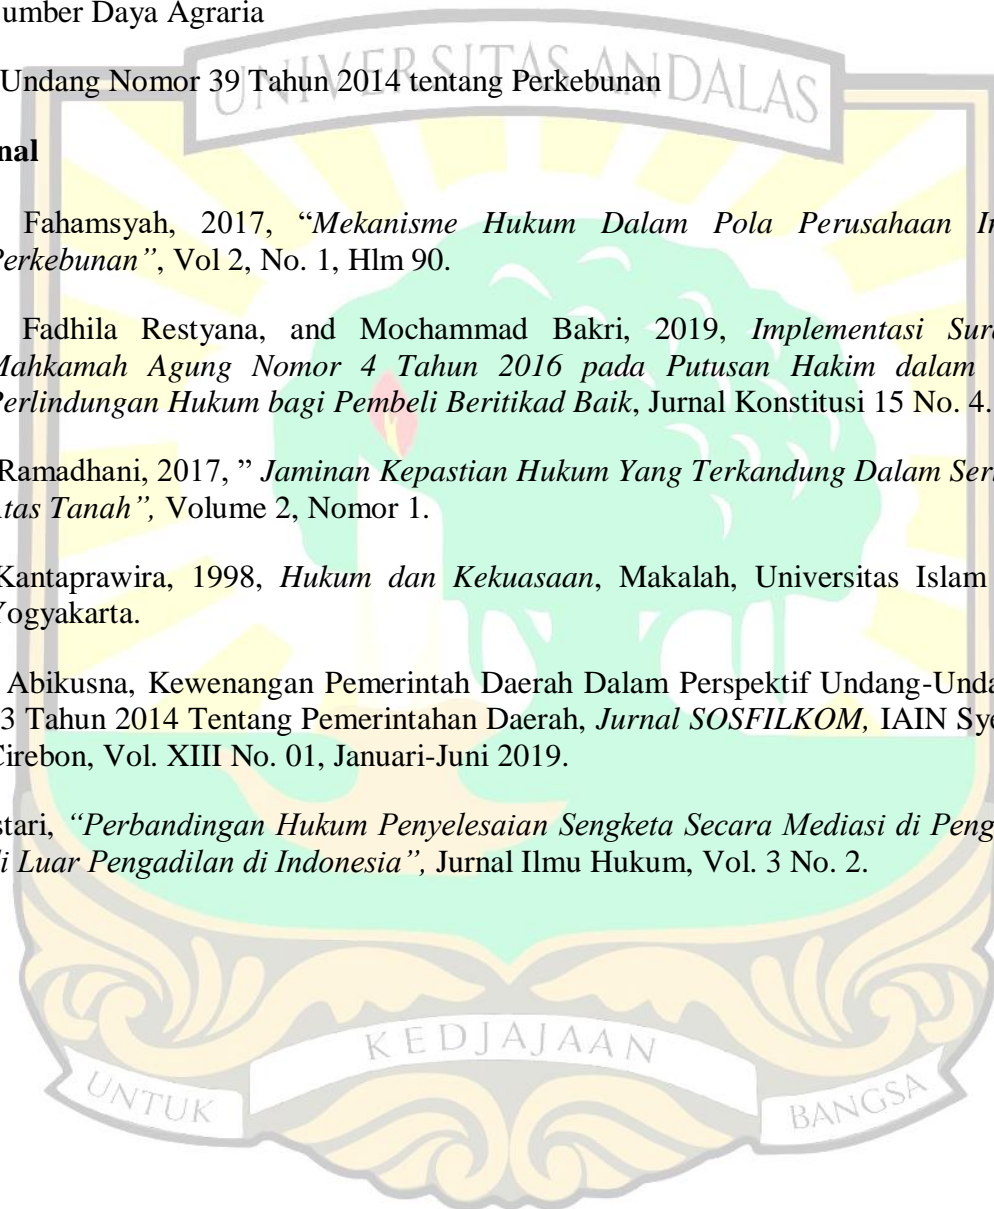 UNIVERSITAS ANDALAS
umber Daya Agraria
Undang Nomor 39 Tahun 2014 tentang Perkebunan
nal
Fahamsyah, 2017, “Mekanisme Hukum Dalam Pola Perusahaan In
Perkebunan”, Vol 2, No. 1, Hlm 90.
Fadhila Restyana, and Mochammad Bakri, 2019, Implementasi Sur
Mahkamah Agung Nomor 4 Tahun 2016 pada Putusan Hakim dalam
Perlindungan Hukum bagi Pembeli Beritikad Baik, Jurnal Konstitusi 15 No. 4.
Ramadhani, 2017, ” Jaminan Kepastian Hukum Yang Terkandung Dalam Ser
Atas Tanah”, Volume 2, Nomor 1.
Kantaprawira, 1998, Hukum dan Kekuasaan, Makalah, Universitas Islam
Yogyakarta.
Abikusna, Kewenangan Pemerintah Daerah Dalam Perspektif Undang-Unda
3 Tahun 2014 Tentang Pemerintahan Daerah, Jurnal SOSFILKOM, IAIN Sye
Cirebon, Vol. XIII No. 01, Januari-Juni 2019.
stari, “Perbandingan Hukum Penyelesaian Sengketa Secara Mediasi di Peng
di Luar Pengadilan di Indonesia”, Jurnal Ilmu Hukum, Vol. 3 No. 2.
UNTUK KEDJAJAAN BANGSA